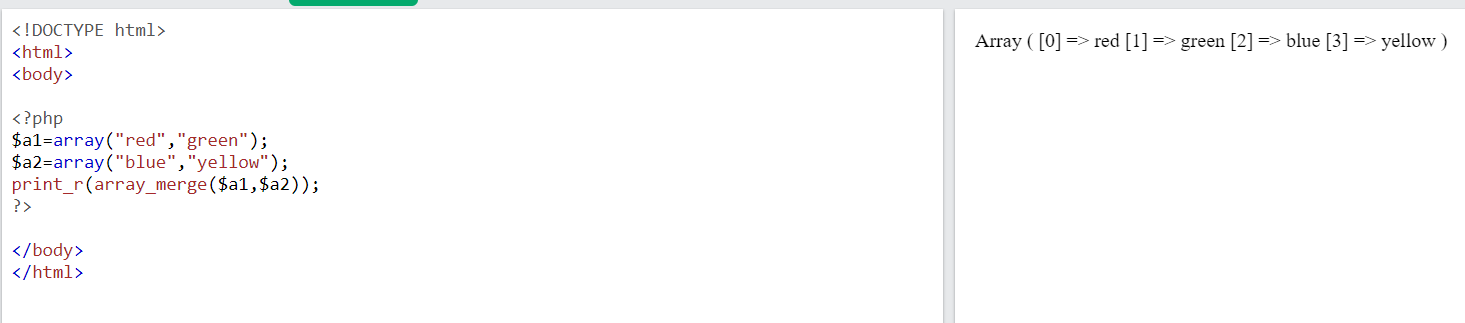 <!DOCTYPE html>
<html>
<body>
<?php
$a1=array("red","green");
$a2=array("blue","yellow");
print_r(array_merge($a1,$a2));
?>
</body>
</html>
Array ( [0] => red [1] => green [2] => blue [3] => yellow )